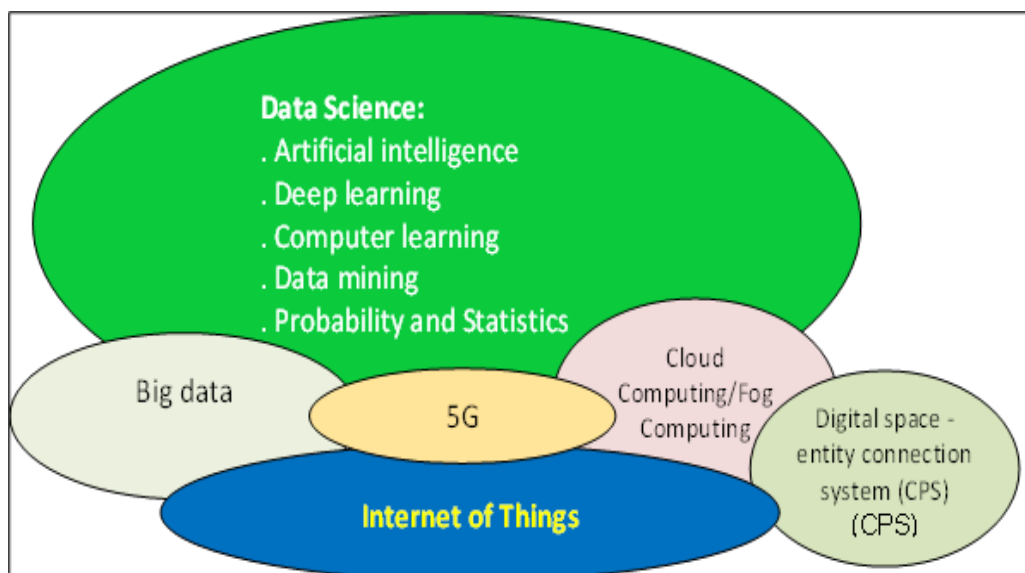 Data Science:
. Artificial intelligence
. Deep learning
. Computer learning
. Data mining
. Probability and Statistics
Big data
5G
Cloud
Computing/Fog
Computing
Digital space -
entity connection
system (CPS)
(CPS)
Internet of Things